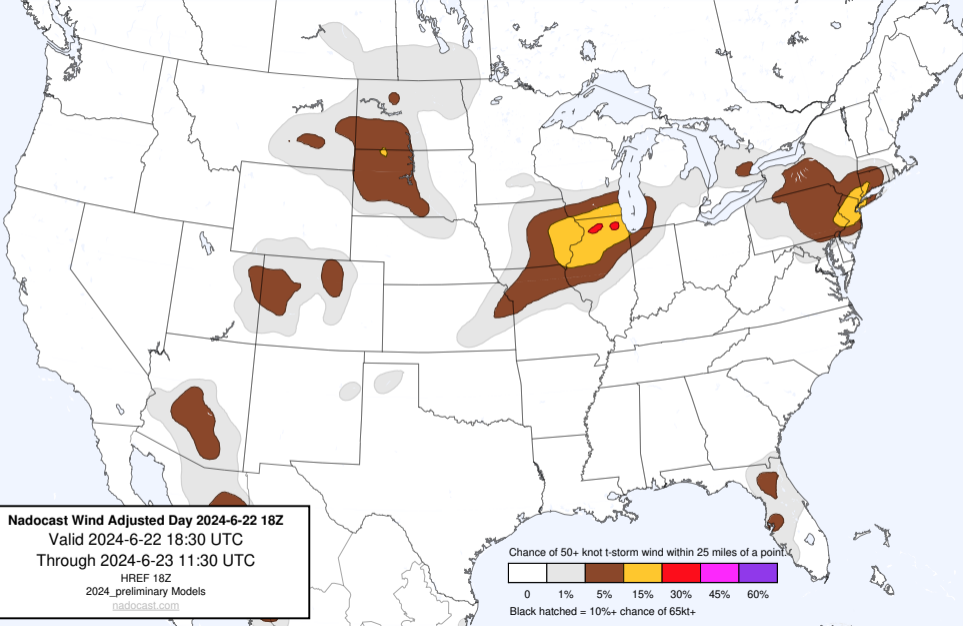 Nadocast Wind Adjusted Day 2024-6-22 18Z
Valid 2024-6-22 18:30 UTC
Through 2024-6-23 11:30 UTC
HREF 18Z
2024_preliminary Models
nadocast.com
Chance of 50+ knot t-storm wind within 25 miles of a point.
0 1% 5% 15% 30% 45% 60%
Black hatched = 10%+ chance of 65kt+